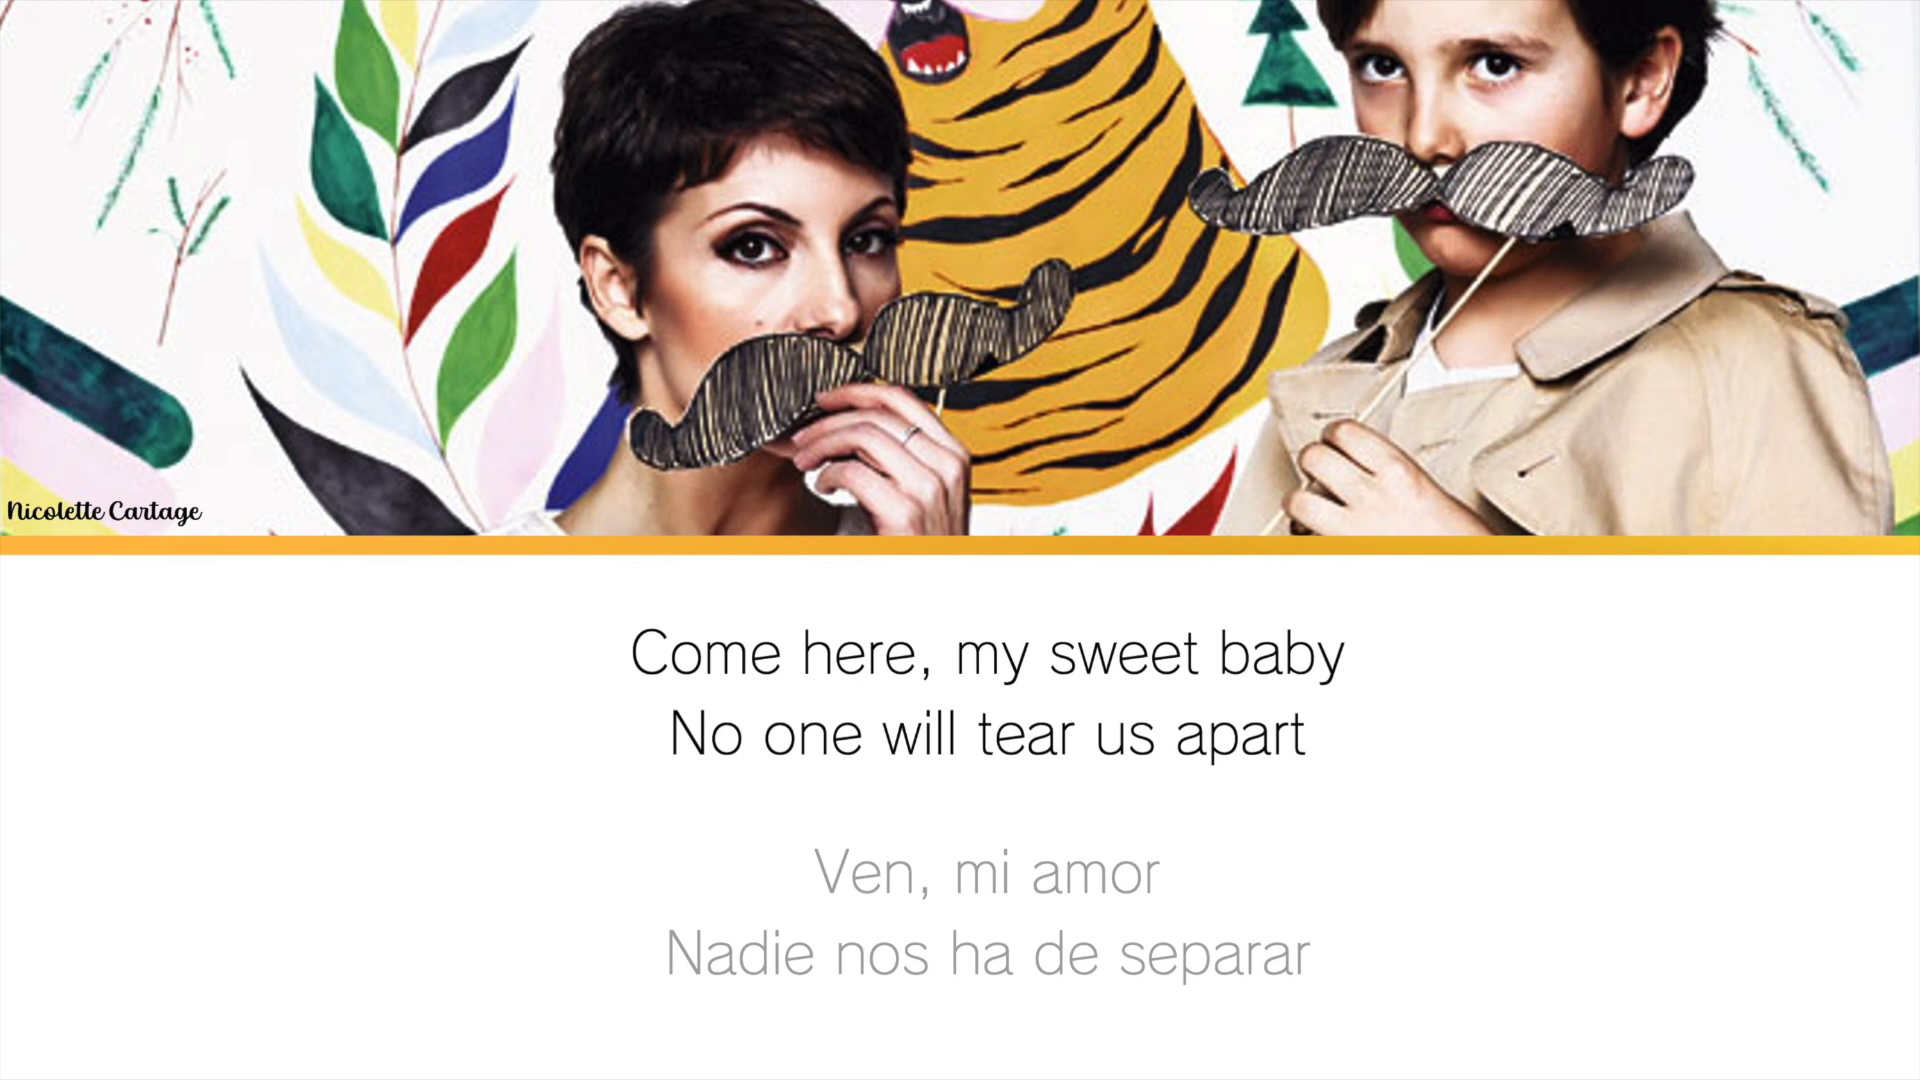 Nicolette Cartage
Come here, my sweet baby
No one will tear us apart
Ven, mi amor
Nadie nos ha de separar